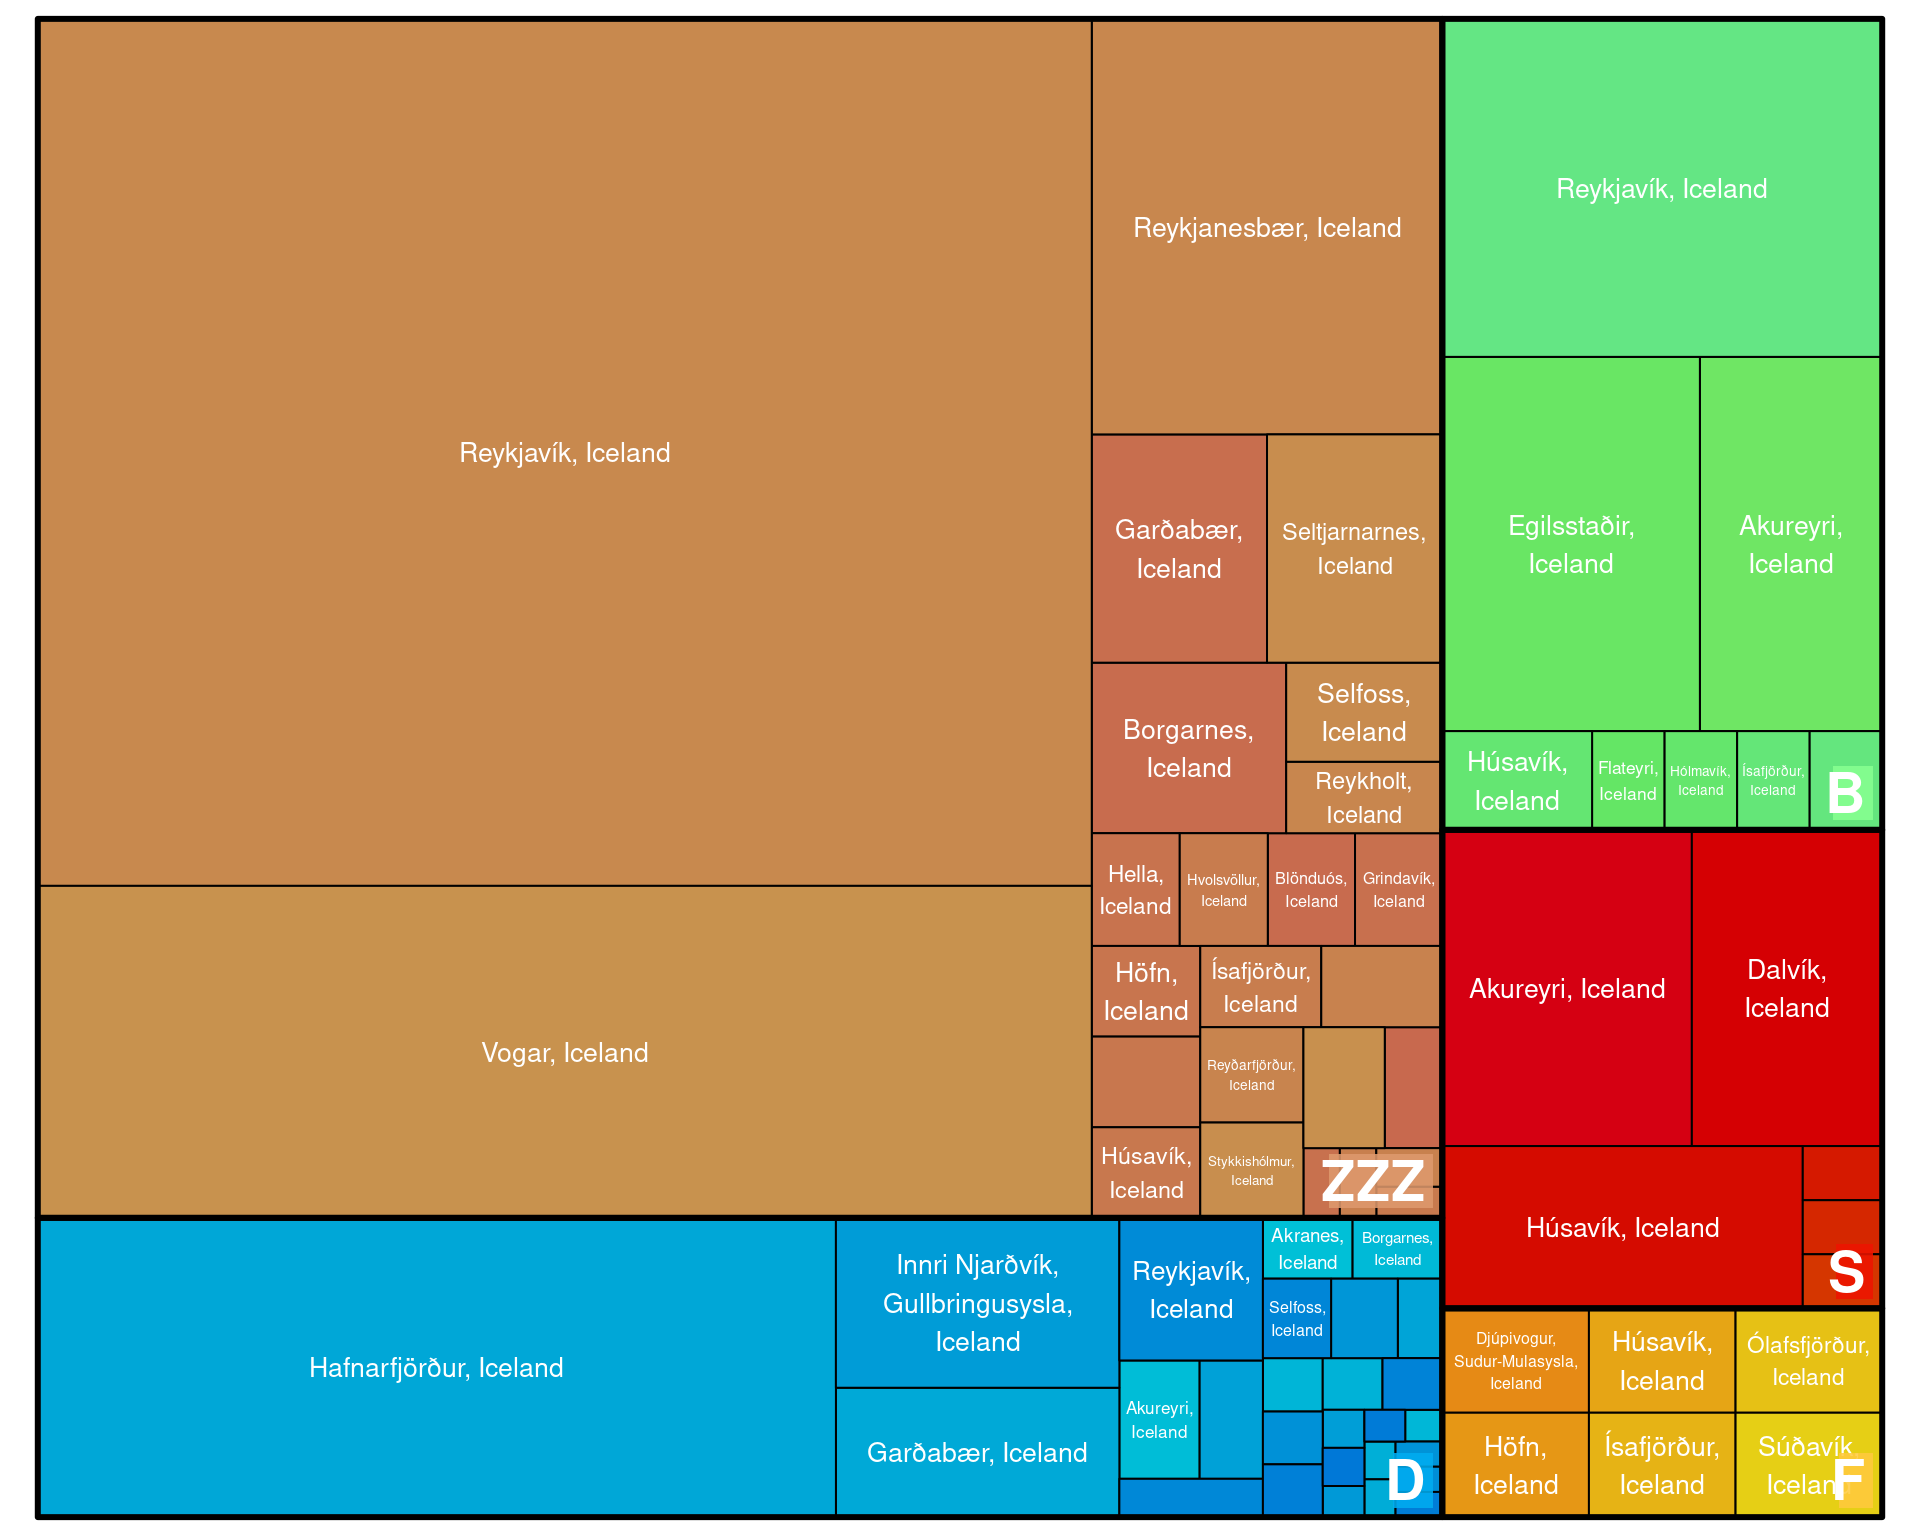 Reykjavík, Iceland
Vogar, Iceland
Reykjanesbær, Iceland
Garðabær,
Iceland
Seltjarnarnes,
Iceland
Borgarnes,
Iceland
Selfoss,
Iceland
Reykholt,
Iceland
Hella,
Iceland
Hvolsvöllur,
Iceland
Blönduós,
Iceland
Grindavík,
Iceland
Höfn,
Iceland
Ísafjörður,
Iceland
Reyðarfjörður,
Iceland
Húsavík,
Iceland
Stykkishólmur,
Iceland
ZZZ
Hafnarfjörður, Iceland
Innri Njarðvík,
Gullbringusysla,
Iceland
Garðabær, Iceland
Reykjavík,
Iceland
Akureyri,
Iceland
Akranes,
Iceland
Borgarnes,
Iceland
Selfoss,
Iceland
D
Reykjavík, Iceland
Egilsstaðir,
Iceland
Akureyri,
Iceland
Húsavík,
Iceland
Flateyri,
Iceland
Hólmavík,
Iceland
Ísafjörður,
Iceland
B
Akureyri, Iceland
Dalvík,
Iceland
Húsavík, Iceland
S
Djúpivogur,
Sudur-Mulasysla,
Iceland
Húsavík,
Iceland
Ólafsfjörður,
Iceland
Höfn,
Iceland
Ísafjörður,
Iceland
Súðavík,
Iceland
F